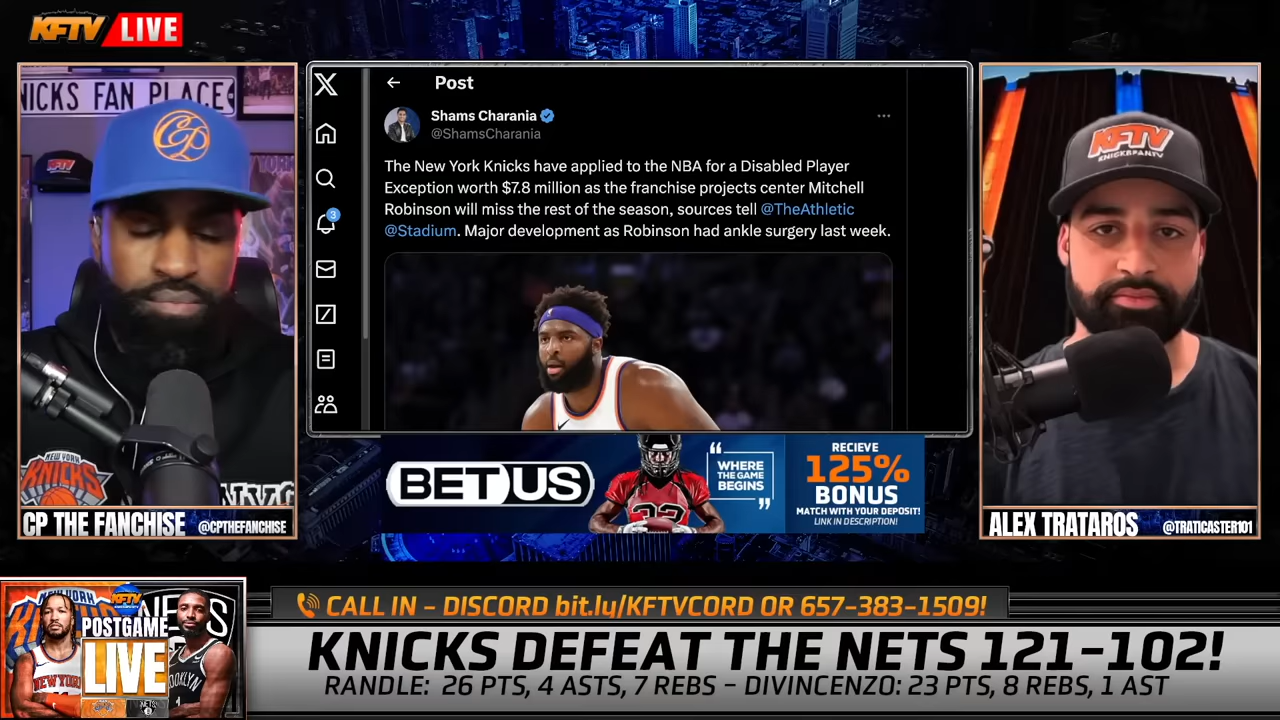 KFTV LIVE
NICKS FAN PLACE
KFTV
CP
NEW YORK
KNICKS
CP THE FANCHISE @CPTHEFANCHISE
X
Post
Shams Charania
@ShamsCharania
3
The New York Knicks have applied to the NBA for a Disabled Player
Exception worth $7.8 million as the franchise projects center Mitchell
Robinson will miss the rest of the season, sources tell @TheAthletic
@Stadium. Major development as Robinson had ankle surgery last week.
KFTV
KNICKSFANTV
ALEX TRATAROS @TRATICASTER101
BETUS
“WHERE
THE GAME
BEGINS”
RECIEVE
125%
BONUS
MATCH WITH YOUR DEPOSIT!
LINK IN DESCRIPTION!
KFTV
POSTGAME
LIVE
CALL IN – DISCORD bit.ly/KFTVCORD OR 657-383-1509!
KNICKS DEFEAT THE NETS 121-102!
RANDLE: 26 PTS, 4 ASTS, 7 REBS – DIVINCENZO: 23 PTS, 8 REBS, 1 AST